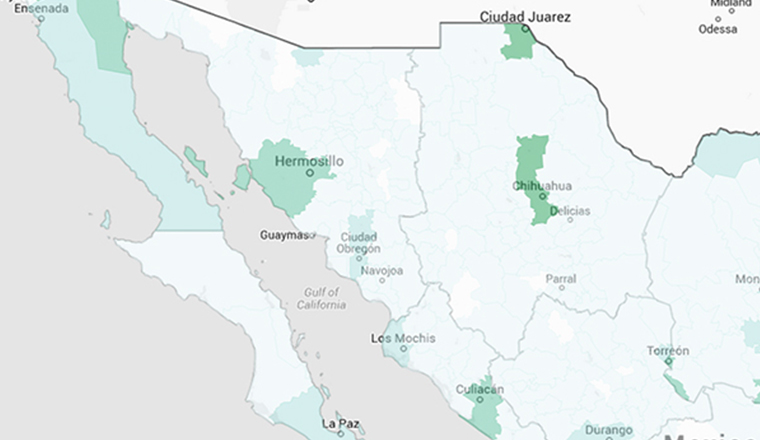 Midland
Ensenada
Ciudad Juarez
Odessa
Hermosillo
Chihuahua
Delicias
Guaymas
Ciudad
Obregón
Navojoa
Parral
Mon
Gulf of
California
Los Mochis
Torreón
Culiacán
La Paz
Durango